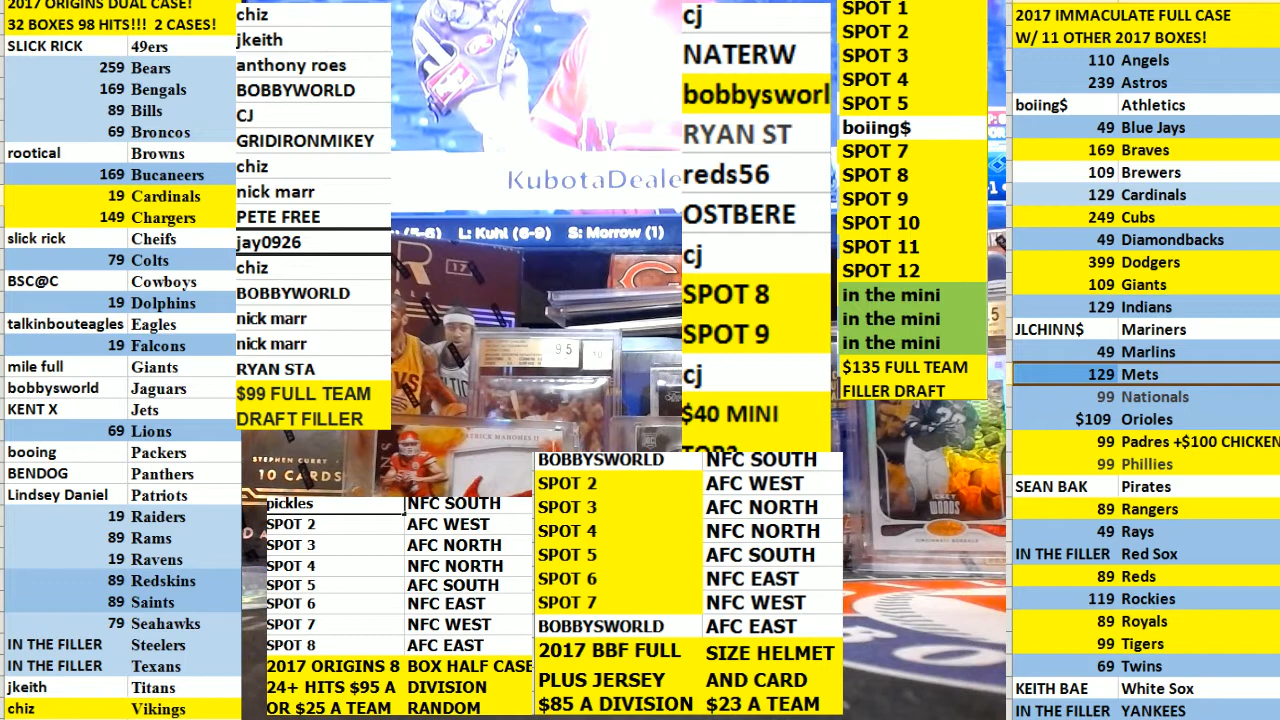 2017 ORIGINS DUAL CASE!
32 BOXES 98 HITS!!! 2 CASES!
SLICK RICK 49ers
259 Bears
169 Bengals
89 Bills
69 Broncos
rootical Browns
169 Bucaneers
19 Cardinals
149 Chargers
slick rick Cheifs
79 Colts
BSC@C Cowboys
19 Dolphins
talkinbouteagles Eagles
19 Falcons
mile full Giants
bobbysworld Jaguars
KENT X Jets
69 Lions
booing Packers
BENDOG Panthers
Lindsey Daniel Patriots
19 Raiders
89 Rams
19 Ravens
89 Redskins
89 Saints
79 Seahawks
IN THE FILLER Steelers
IN THE FILLER Texans
jkeith Titans
chiz Vikings
chiz
jkeith
anthony roes
BOBBYWORLD
CJ
GRIDIRONMIKEY
chiz
nick marr
PETE FREE
jay0926
chiz
BOBBYWORLD
nick marr
nick marr
RYAN STA
$99 FULL TEAM
DRAFT FILLER
KubotaDeale
(5-6) L: Kuhl (6-9) S: Morrow (1)
17
9.5
10
PATRICK MAHOMES II
STEPHEN CURRY
10 CARDS
pickles NFC SOUTH
SPOT 2 AFC WEST
SPOT 3 AFC NORTH
SPOT 4 NFC NORTH
SPOT 5 AFC SOUTH
SPOT 6 NFC EAST
SPOT 7 NFC WEST
SPOT 8 AFC EAST
2017 ORIGINS 8 BOX HALF CASE
24+ HITS $95 A DIVISION
OR $25 A TEAM RANDOM
cj
NATERW
bobbysworl
RYAN ST
reds56
OSTBERE
cj
SPOT 8
SPOT 9
cj
$40 MINI
BOBBYSWORLD NFC SOUTH
SPOT 2 AFC WEST
SPOT 3 AFC NORTH
SPOT 4 NFC NORTH
SPOT 5 AFC SOUTH
SPOT 6 NFC EAST
SPOT 7 NFC WEST
BOBBYSWORLD AFC EAST
2017 BBF FULL SIZE HELMET
PLUS JERSEY AND CARD
$85 A DIVISION $23 A TEAM
SPOT 1
SPOT 2
SPOT 3
SPOT 4
SPOT 5
boiing$
SPOT 7
SPOT 8
SPOT 9
SPOT 10
SPOT 11
SPOT 12
in the mini
in the mini
in the mini
$135 FULL TEAM
FILLER DRAFT
ICKEY
WOODS
2017 IMMACULATE FULL CASE
W/ 11 OTHER 2017 BOXES!
110 Angels
239 Astros
boiing$ Athletics
49 Blue Jays
169 Braves
109 Brewers
129 Cardinals
249 Cubs
49 Diamondbacks
399 Dodgers
109 Giants
129 Indians
JLCHINN$ Mariners
49 Marlins
129 Mets
99 Nationals
$109 Orioles
99 Padres +$100 CHICKEN
99 Phillies
SEAN BAK Pirates
89 Rangers
49 Rays
IN THE FILLER Red Sox
89 Reds
119 Rockies
89 Royals
99 Tigers
69 Twins
KEITH BAE White Sox
IN THE FILLER YANKEES